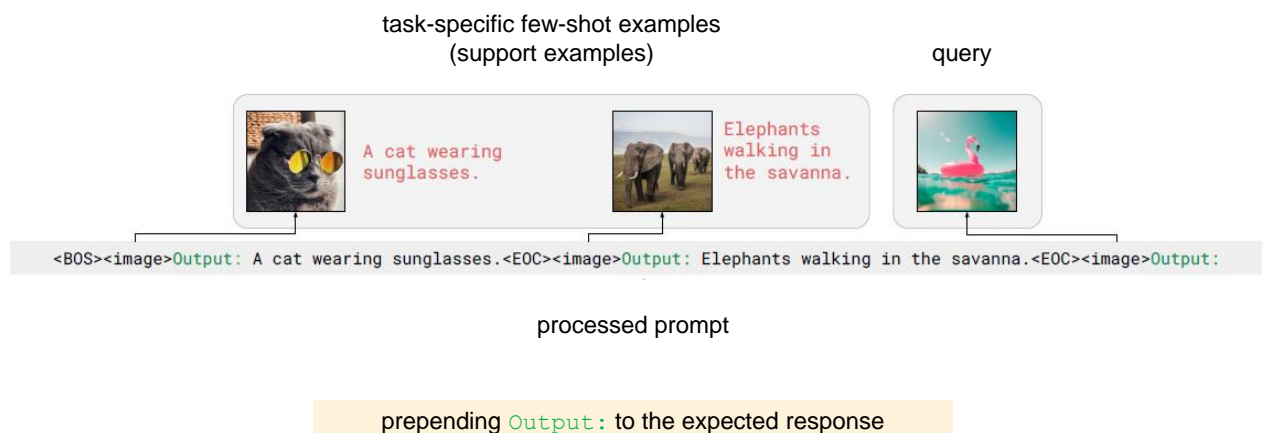 task-specific few-shot examples
(support examples)
query
A cat wearing
sunglasses.
Elephants
walking in
the savanna.
<BOS><image>Output: A cat wearing sunglasses.<EOC><image>Output: Elephants walking in the savanna.<EOC><image>Output:
processed prompt
prepending Output: to the expected response